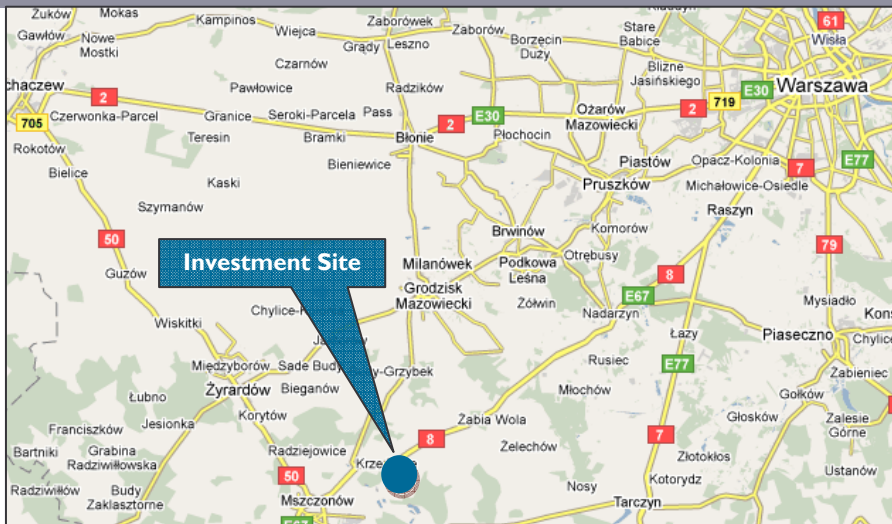 Żuków
Mokas
Kampinos
Wiejca
Zaborówek
Gawłów
Nowe
Mostki
Grądy
Leszno
Zaborów
Borzęcin
Duży
Stare
Babice
61
Wisła
Czarnów
Blizne
Jasińskiego
Warszawa
2
Pawłowice
Radzików
E30
719
E30
2
Ożarów
Mazowiecki
705
Czerwonka-Parcel
Granice
Seroki-Parcela
Pass
2
Teresin
Bramki
Błonie
Płochocin
Rokotów
Bieniewice
Piastów
Opacz-Kolonia
7
E77
Bielice
Kaski
Pruszków
Michałowice-Osiedle
Szymanów
Raszyn
Brwinów
Komorów
50
79
Investment Site
Milanówek
Podkowa
Leśna
Otrębusy
8
Guzów
Grodzisk
Mazowiecki
Żółwin
E67
Nadarzyn
Mysiadło
Wiskitki
Łazy
Piaseczno
Międzyborów
Sade Budy
Rusiec
E77
Żabieniec
Żyrardów
Bieganów
Młochów
Gołków
Łubno
Korytów
Żabia Wola
Głosków
Zalesie
Górne
Franciszków
Jesionka
8
7
Bartniki
Grabina
Radziwiłłowska
Radziejowice
Żelechów
Złotokłos
Ustanów
50
Kotorydz
Radziwiłłów
Budy
Zaklasztorne
Mszczonów
Nosy
Tarczyn
E67